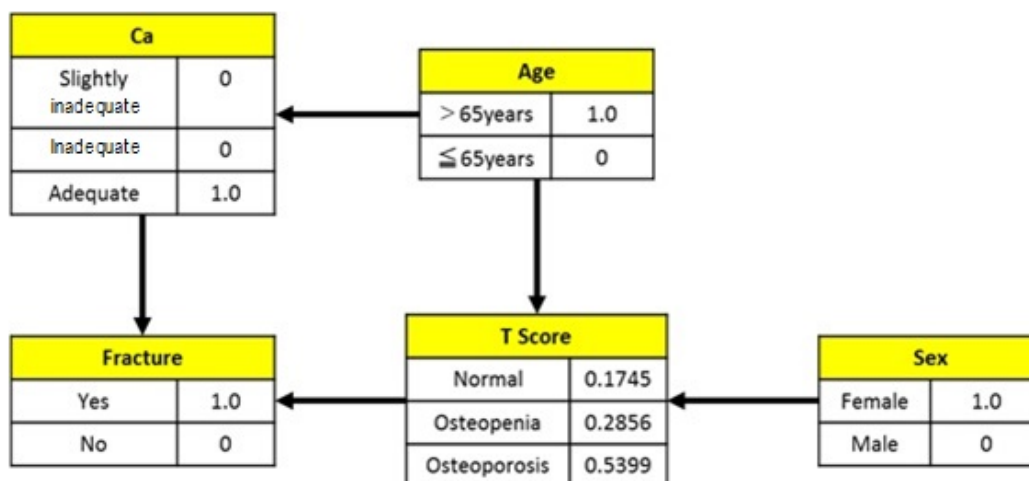 Ca
Slightly
inadequate
0
Inadequate
0
Adequate
1.0
Age
＞65years
1.0
≦65years
0
Fracture
Yes
1.0
No
0
T Score
Normal
0.1745
Osteopenia
0.2856
Osteoporosis
0.5399
Sex
Female
1.0
Male
0